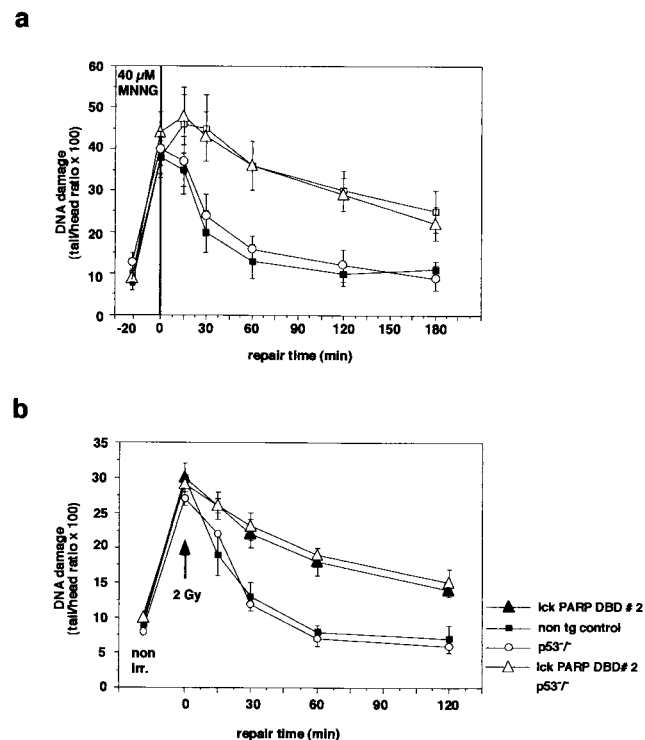 a
60
50
40
30
20
10
0
40 µM
MNNG
DNA damage
(tail/head ratio x 100)
-20 0 30 60 90 120 150 180
repair time (min)
b
35
30
25
20
15
10
5
0
DNA damage
(tail/head ratio x 100)
2 Gy
non
irr.
0 30 60 90 120
repair time (min)
lck PARP DBD # 2
non tg control
p53⁻/⁻
lck PARP DBD# 2
p53⁻/⁻